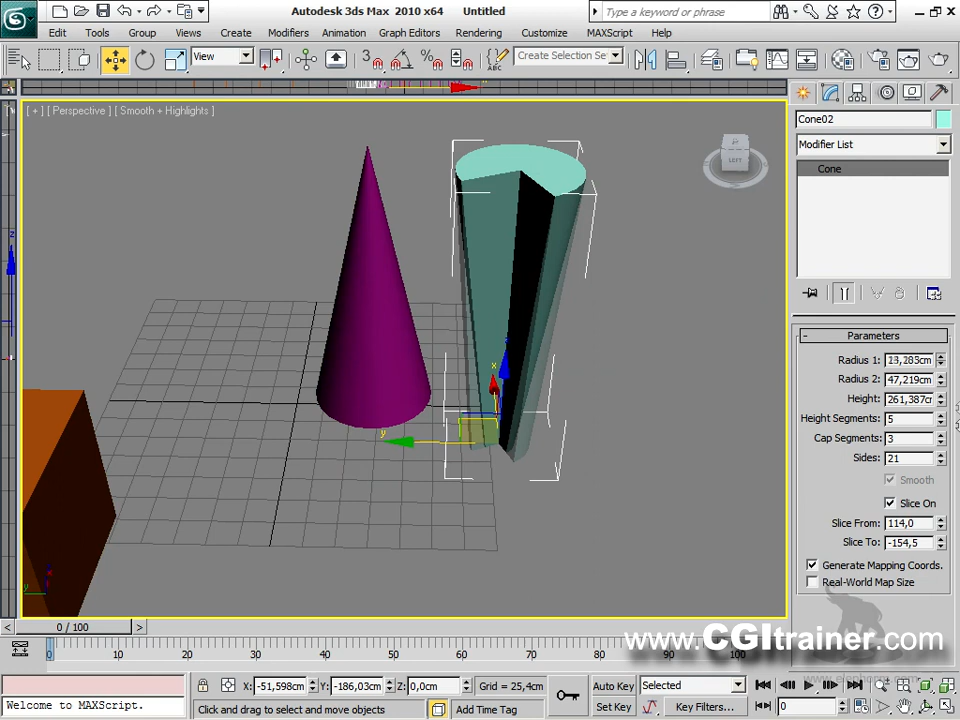 Autodesk 3ds Max 2010 x64 Untitled
Type a keyword or phrase
Edit Tools Group Views Create Modifiers Animation Graph Editors Rendering Customize MAXScript Help
View
3
Create Selection Se
ABC
[ + ] [ Perspective ] [ Smooth + Highlights ]
Cone02
LEFT
Modifier List
Cone
z
- Parameters
Radius 1: 23,283cm
Radius 2: 47,219cm
Height: 261,387cr
Height Segments: 5
Cap Segments: 3
Sides: 21
Smooth
Slice On
Slice From: 114,0
Slice To: -154,5
Generate Mapping Coords.
Real-World Map Size
x
y
< 0 / 100 >
www.CGItrainer.com
0 10 20 30 40 50 60 70 80 90 100
X: -51,598cm Y: -186,03cm Z: 0,0cm Grid = 25,4cm
Auto Key Selected
Welcome to MAXScript.
Click and drag to select and move objects
Add Time Tag
Set Key Key Filters... 0